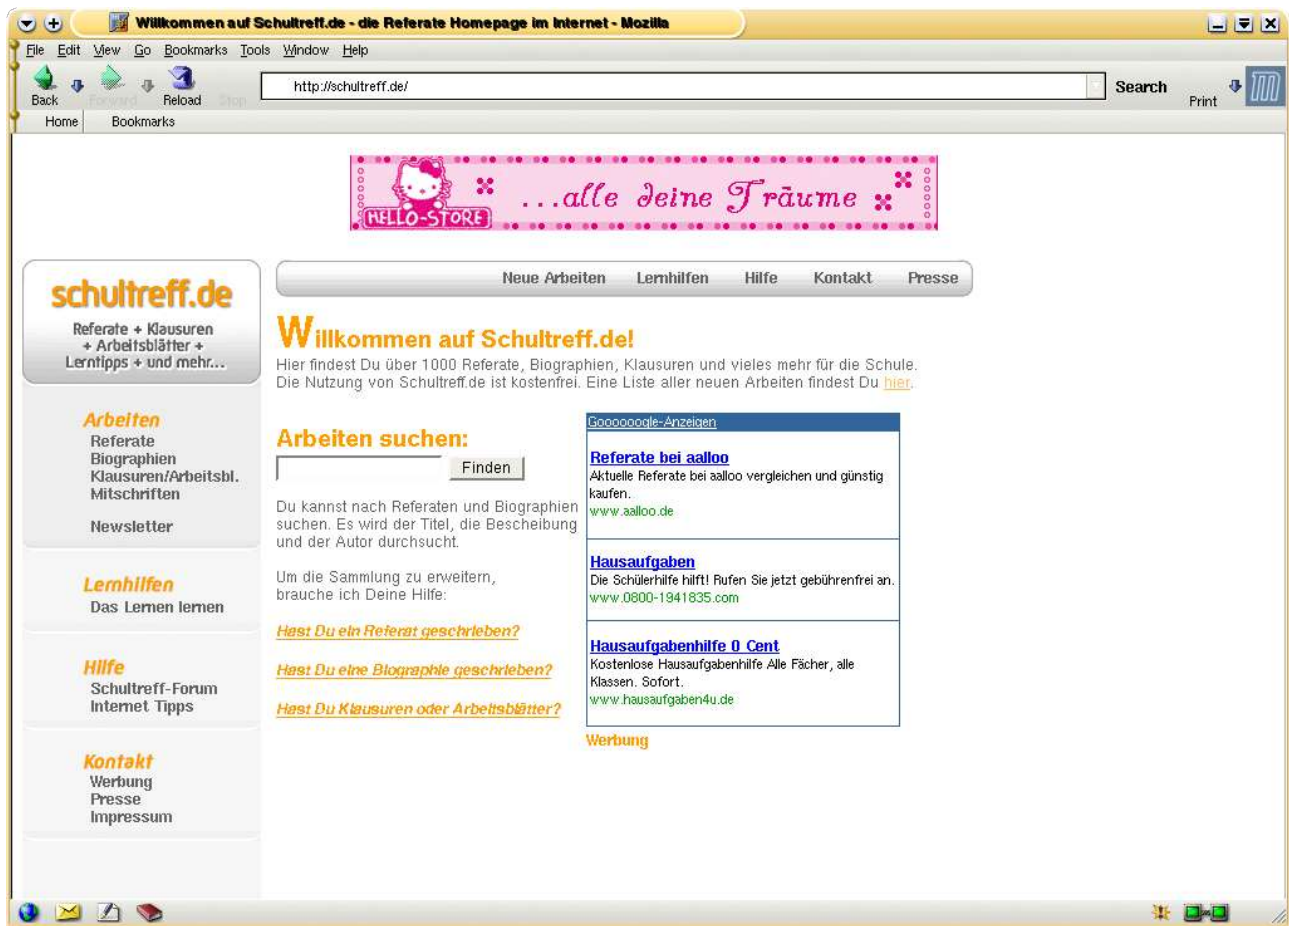 Willkommen auf Schultreff.de - die Referate Homepage im Internet - Mozilla
File Edit View Go Bookmarks Tools Window Help
Back Forward Reload Stop
http://schultreff.de/
Search
Print
Home Bookmarks
HELLO-STORE
...alle deine Träume
schultreff.de
Referate + Klausuren
+ Arbeitsblätter +
Lerntipps + und mehr...
Neue Arbeiten Lernhilfen Hilfe Kontakt Presse
Arbeiten
Referate
Biographien
Klausuren/Arbeitsbl.
Mitschriften
Newsletter
Lernhilfen
Das Lernen lernen
Hilfe
Schultreff-Forum
Internet Tipps
Kontakt
Werbung
Presse
Impressum
Willkommen auf Schultreff.de!
Hier findest Du über 1000 Referate, Biographien, Klausuren und vieles mehr für die Schule.
Die Nutzung von Schultreff.de ist kostenfrei. Eine Liste aller neuen Arbeiten findest Du hier.
Arbeiten suchen:
Finden
Du kannst nach Referaten und Biographien
suchen. Es wird der Titel, die Bescheibung
und der Autor durchsucht.
Um die Sammlung zu erweitern,
brauche ich Deine Hilfe:
Hast Du ein Referat geschrieben?
Hast Du eine Biographie geschrieben?
Hast Du Klausuren oder Arbeitsblätter?
Goooooogle-Anzeigen
Referate bei aalloo
Aktuelle Referate bei aalloo vergleichen und günstig
kaufen.
www.aalloo.de
Hausaufgaben
Die Schülerhilfe hilft! Rufen Sie jetzt gebührenfrei an.
www.0800-1941835.com
Hausaufgabenhilfe 0 Cent
Kostenlose Hausaufgabenhilfe Alle Fächer, alle
Klassen. Sofort.
www.hausaufgaben4u.de
Werbung